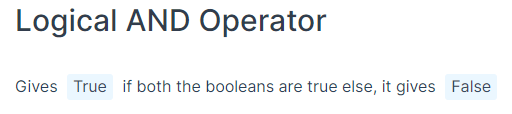 Logical AND Operator
Gives True if both the booleans are true else, it gives False